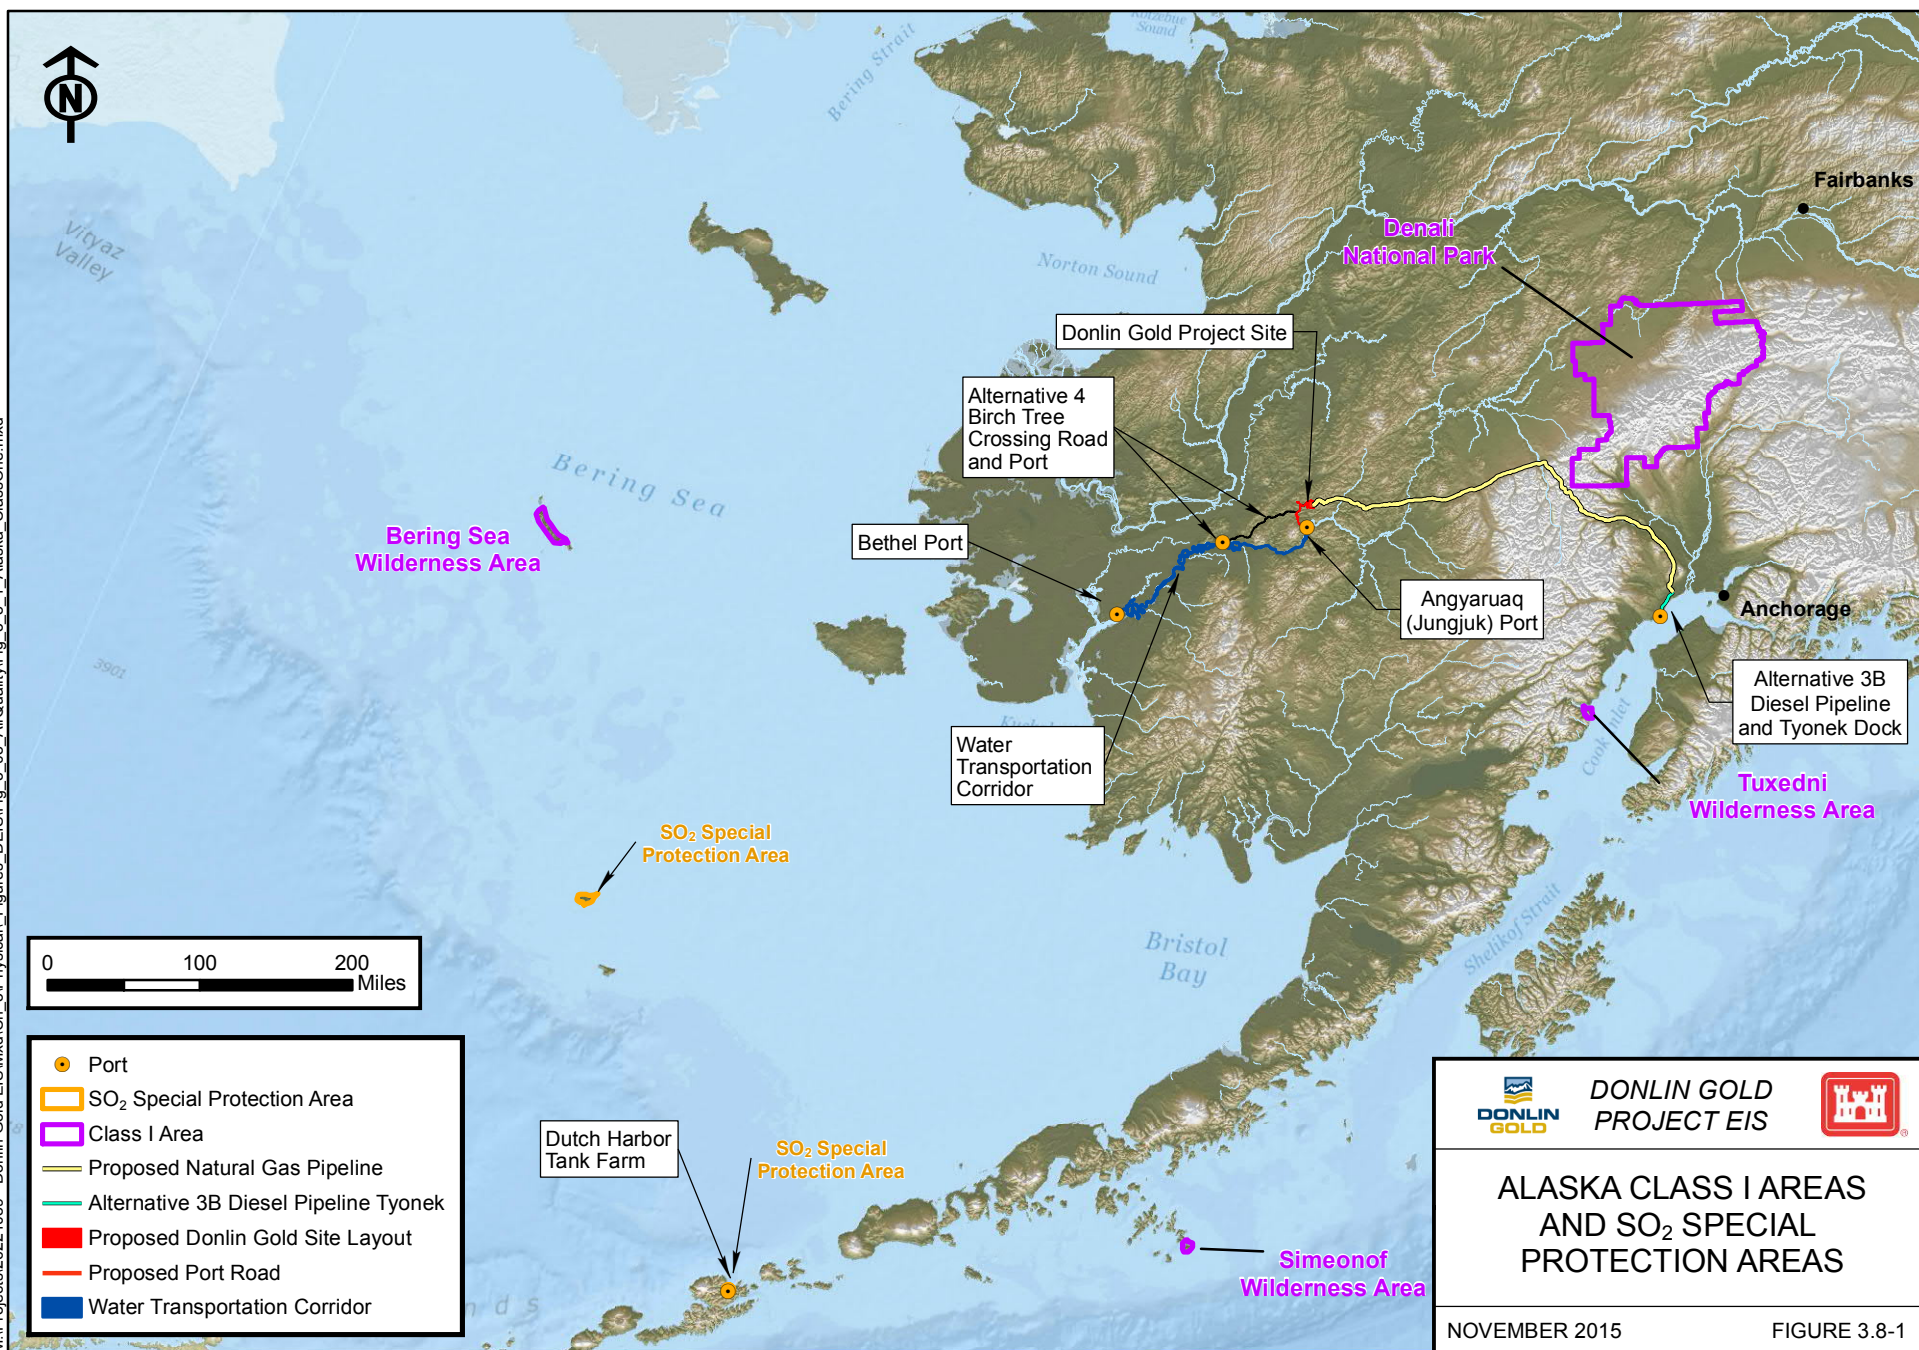 Kotzebue
Sound
Bering Strait
Fairbanks
Vityaz
Valley
Denali
National Park
Norton Sound
Donlin Gold Project Site
Alternative 4
Birch Tree
Crossing Road
and Port
Bering Sea
Bering Sea
Wilderness Area
Bethel Port
Angyaruaq
(Jungjuk) Port
Anchorage
3901
Alternative 3B
Diesel Pipeline
and Tyonek Dock
Water
Transportation
Corridor
Cook Inlet
Tuxedni
Wilderness Area
SO₂ Special
Protection Area
Bristol
Bay
Shelikof Strait
0 100 200
Miles
Port
SO₂ Special Protection Area
Class I Area
Proposed Natural Gas Pipeline
Alternative 3B Diesel Pipeline Tyonek
Proposed Donlin Gold Site Layout
Proposed Port Road
Water Transportation Corridor
Dutch Harbor
Tank Farm
SO₂ Special
Protection Area
Simeonof
Wilderness Area
DONLIN
GOLD
DONLIN GOLD
PROJECT EIS
®
ALASKA CLASS I AREAS
AND SO₂ SPECIAL
PROTECTION AREAS
NOVEMBER 2015 FIGURE 3.8-1